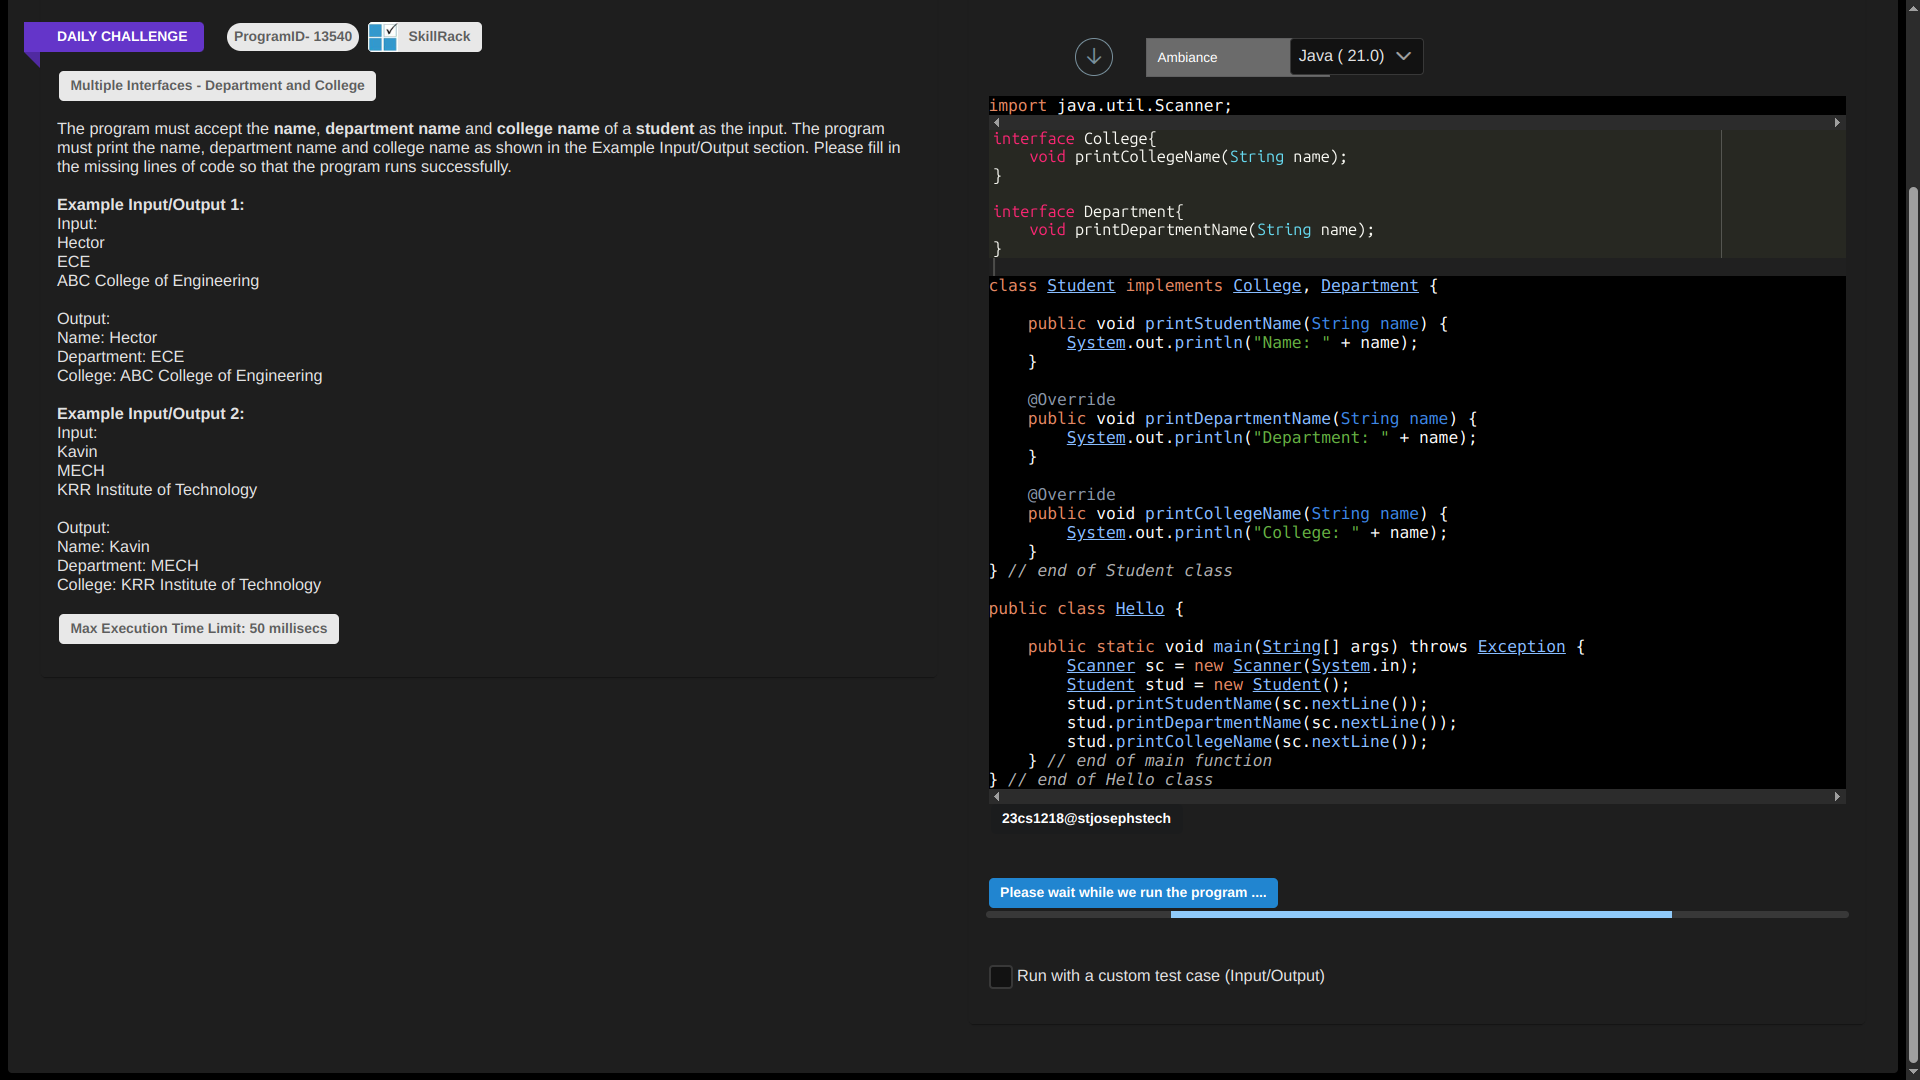 DAILY CHALLENGE
ProgramID- 13540
SkillRack
Multiple Interfaces - Department and College
The program must accept the name, department name and college name of a student as the input. The program
must print the name, department name and college name as shown in the Example Input/Output section. Please fill in
the missing lines of code so that the program runs successfully.
Example Input/Output 1:
Input:
Hector
ECE
ABC College of Engineering
Output:
Name: Hector
Department: ECE
College: ABC College of Engineering
Example Input/Output 2:
Input:
Kavin
MECH
KRR Institute of Technology
Output:
Name: Kavin
Department: MECH
College: KRR Institute of Technology
Max Execution Time Limit: 50 millisecs
Ambiance
Java ( 21.0)
import java.util.Scanner;
interface College{
    void printCollegeName(String name);
}
interface Department{
    void printDepartmentName(String name);
}
class Student implements College, Department {
    public void printStudentName(String name) {
        System.out.println("Name: " + name);
    }
    @Override
    public void printDepartmentName(String name) {
        System.out.println("Department: " + name);
    }
    @Override
    public void printCollegeName(String name) {
        System.out.println("College: " + name);
    }
} // end of Student class
public class Hello {
    public static void main(String[] args) throws Exception {
        Scanner sc = new Scanner(System.in);
        Student stud = new Student();
        stud.printStudentName(sc.nextLine());
        stud.printDepartmentName(sc.nextLine());
        stud.printCollegeName(sc.nextLine());
    } // end of main function
} // end of Hello class
23cs1218@stjosephstech
Please wait while we run the program ....
Run with a custom test case (Input/Output)